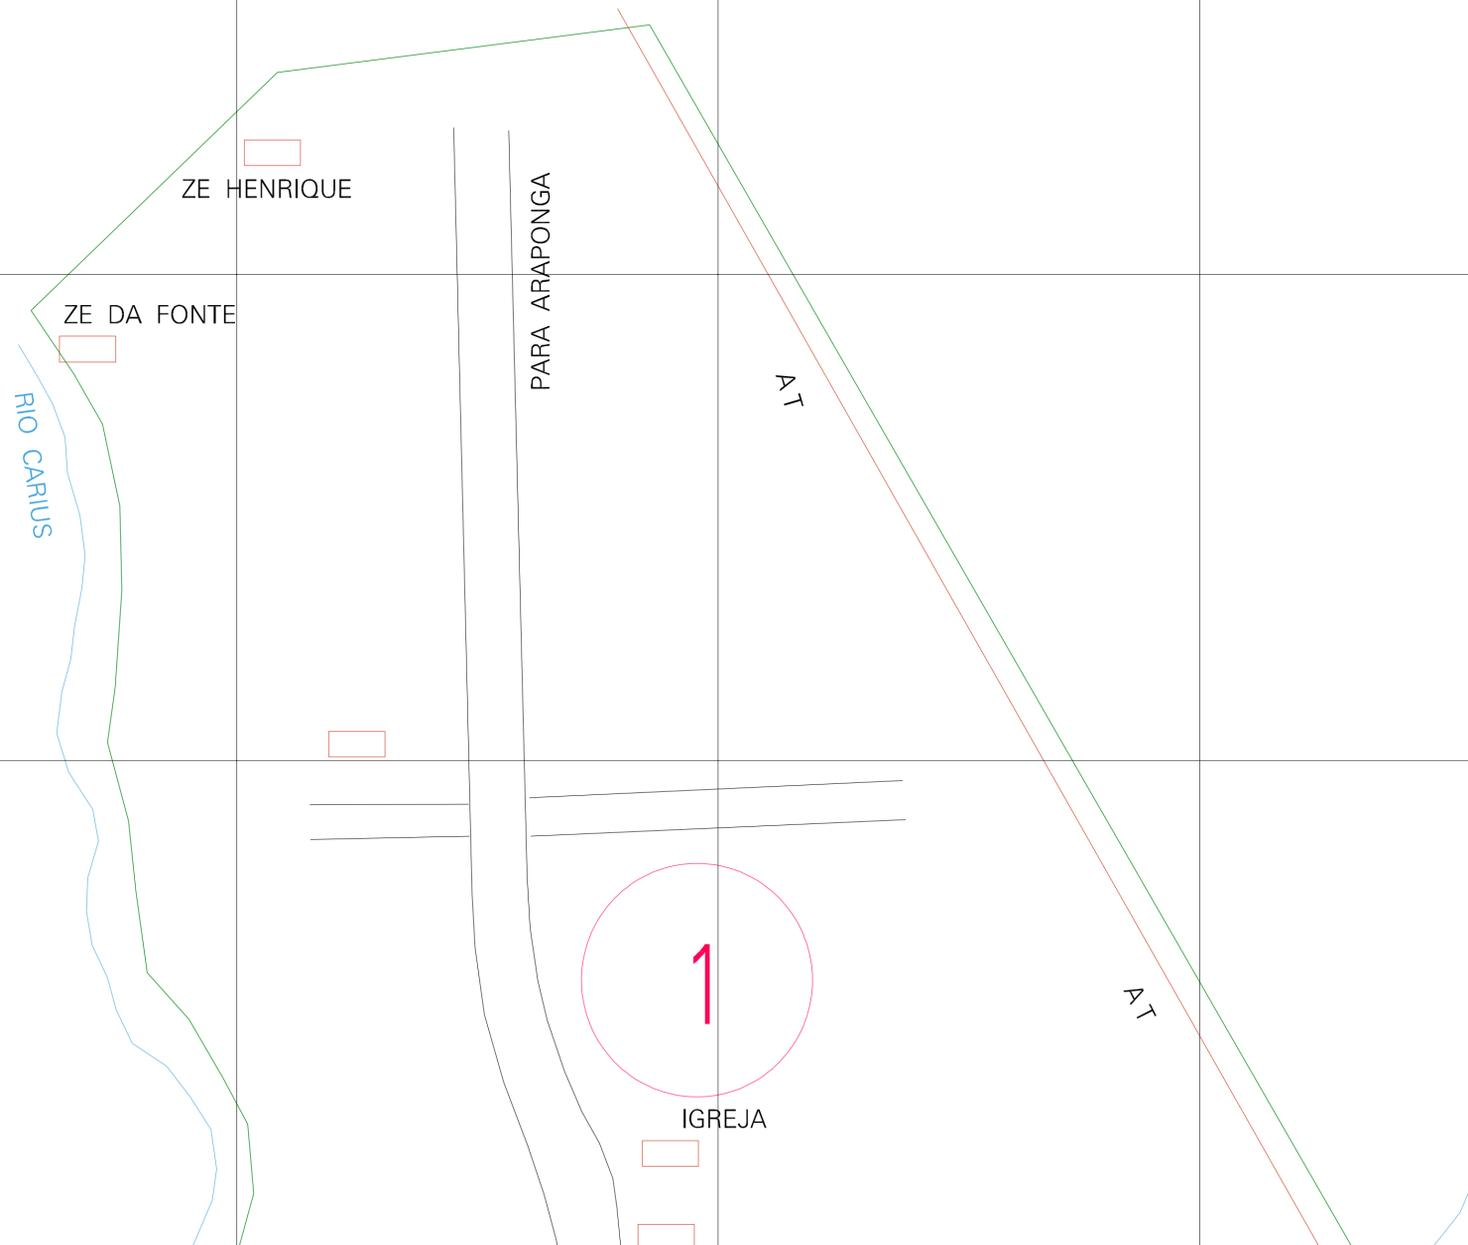 ZE HENRIQUE
PARA ARAPONGA
ZE DA FONTE
RIO CARIUS
AT
1
AT
IGREJA